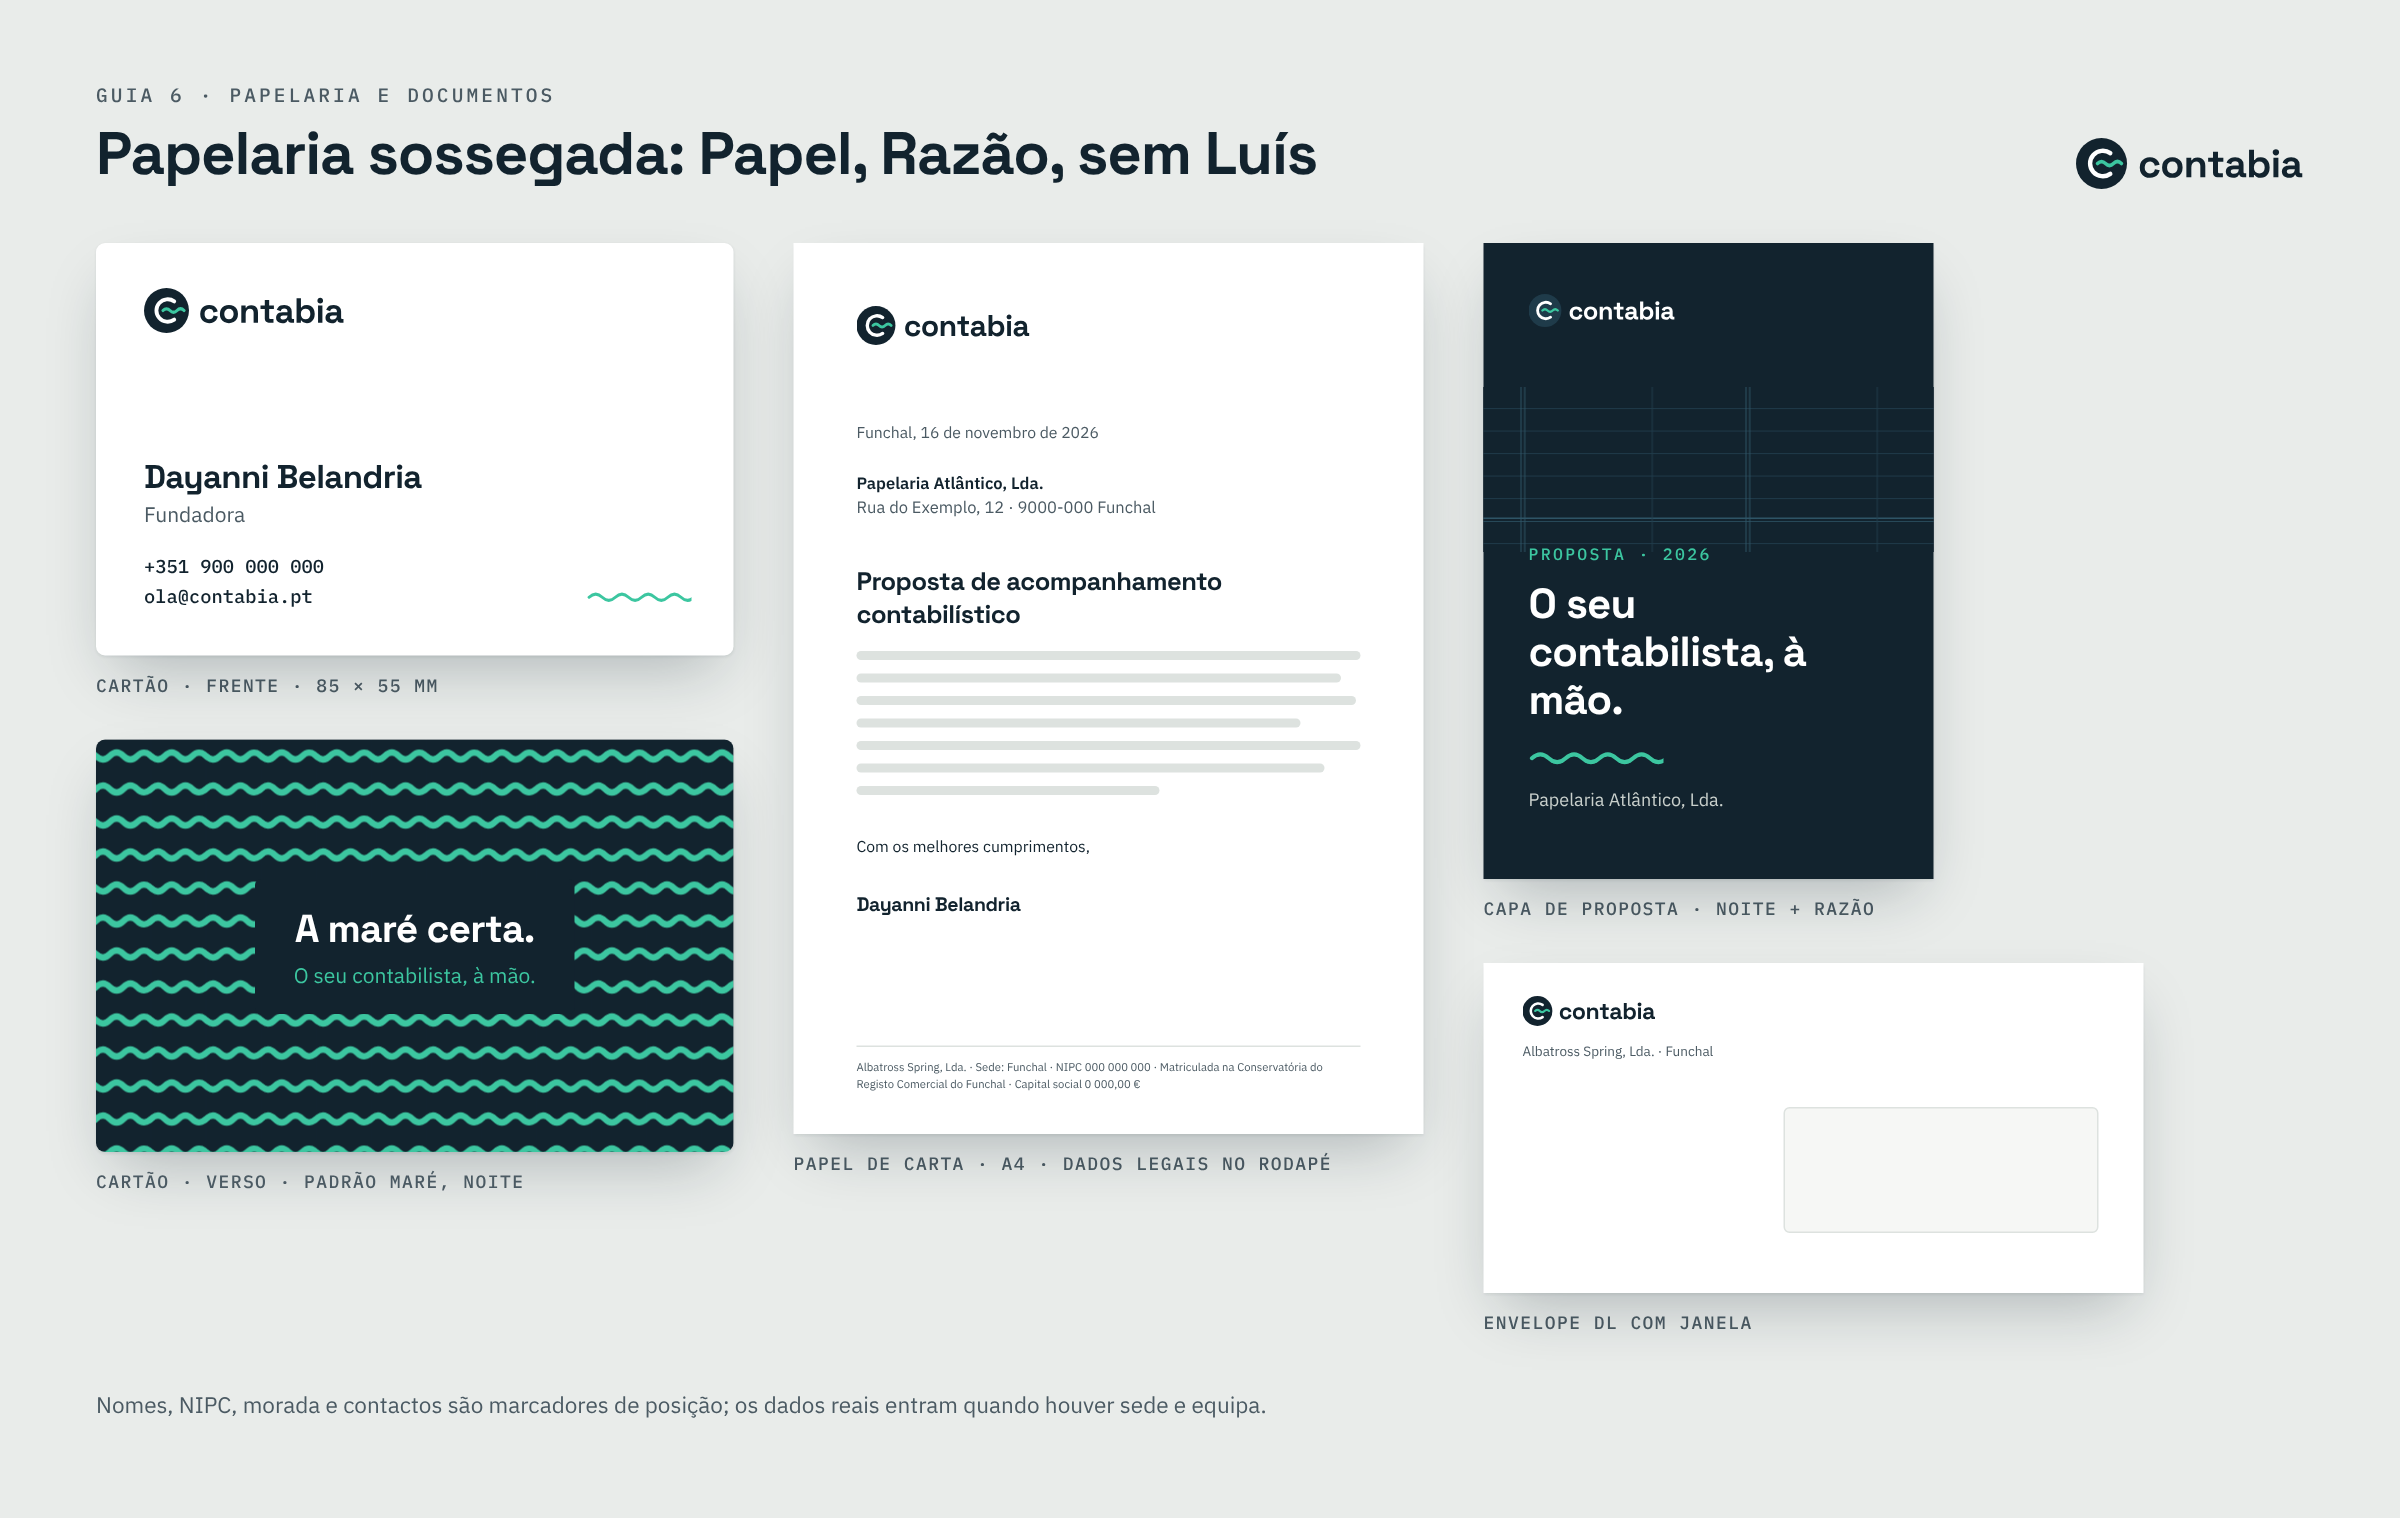 GUIA 6 · PAPELARIA E DOCUMENTOS
Papelaria sossegada: Papel, Razão, sem Luís
contabia
contabia
Dayanni Belandria
Fundadora
+351 900 000 000
ola@contabia.pt
CARTÃO · FRENTE · 85 × 55 MM
A maré certa.
O seu contabilista, à mão.
CARTÃO · VERSO · PADRÃO MARÉ, NOITE
contabia
Funchal, 16 de novembro de 2026
Papelaria Atlântico, Lda.
Rua do Exemplo, 12 · 9000-000 Funchal
Proposta de acompanhamento
contabilístico
Com os melhores cumprimentos,
Dayanni Belandria
Albatross Spring, Lda. · Sede: Funchal · NIPC 000 000 000 · Matriculada na Conservatória do
Registo Comercial do Funchal · Capital social 0 000,00 €
PAPEL DE CARTA · A4 · DADOS LEGAIS NO RODAPÉ
contabia
PROPOSTA · 2026
O seu
contabilista, à
mão.
Papelaria Atlântico, Lda.
CAPA DE PROPOSTA · NOITE + RAZÃO
contabia
Albatross Spring, Lda. · Funchal
ENVELOPE DL COM JANELA
Nomes, NIPC, morada e contactos são marcadores de posição; os dados reais entram quando houver sede e equipa.